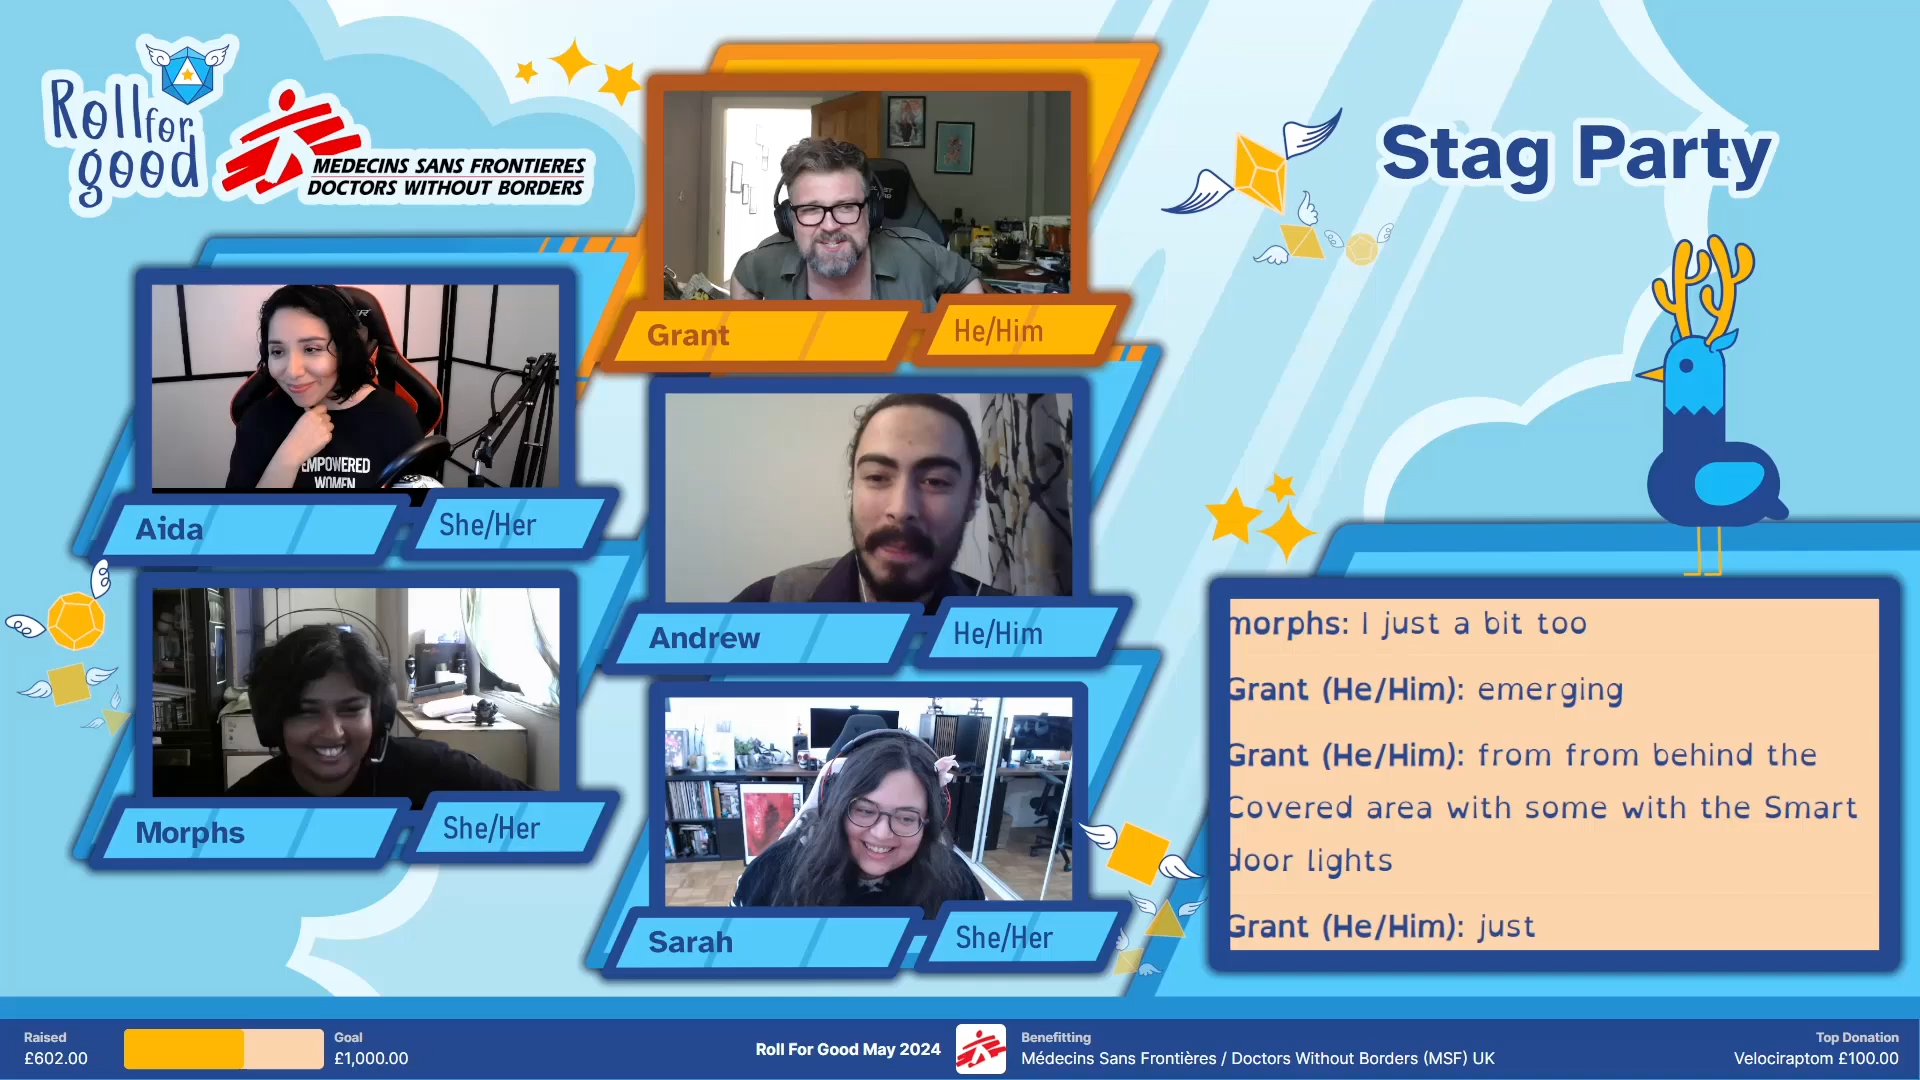 Roll for good
MEDECINS SANS FRONTIERES
DOCTORS WITHOUT BORDERS
Stag Party
Grant
He/Him
EMPOWERED
WOMEN
Aida
She/Her
Andrew
He/Him
Morphs
She/Her
Sarah
She/Her
morphs: I just a bit too
Grant (He/Him): emerging
Grant (He/Him): from from behind the
Covered area with some with the Smart
door lights
Grant (He/Him): just
Raised
£602.00
Goal
£1,000.00
Roll For Good May 2024
Benefitting
Médecins Sans Frontières / Doctors Without Borders (MSF) UK
Top Donation
Velociraptom £100.00